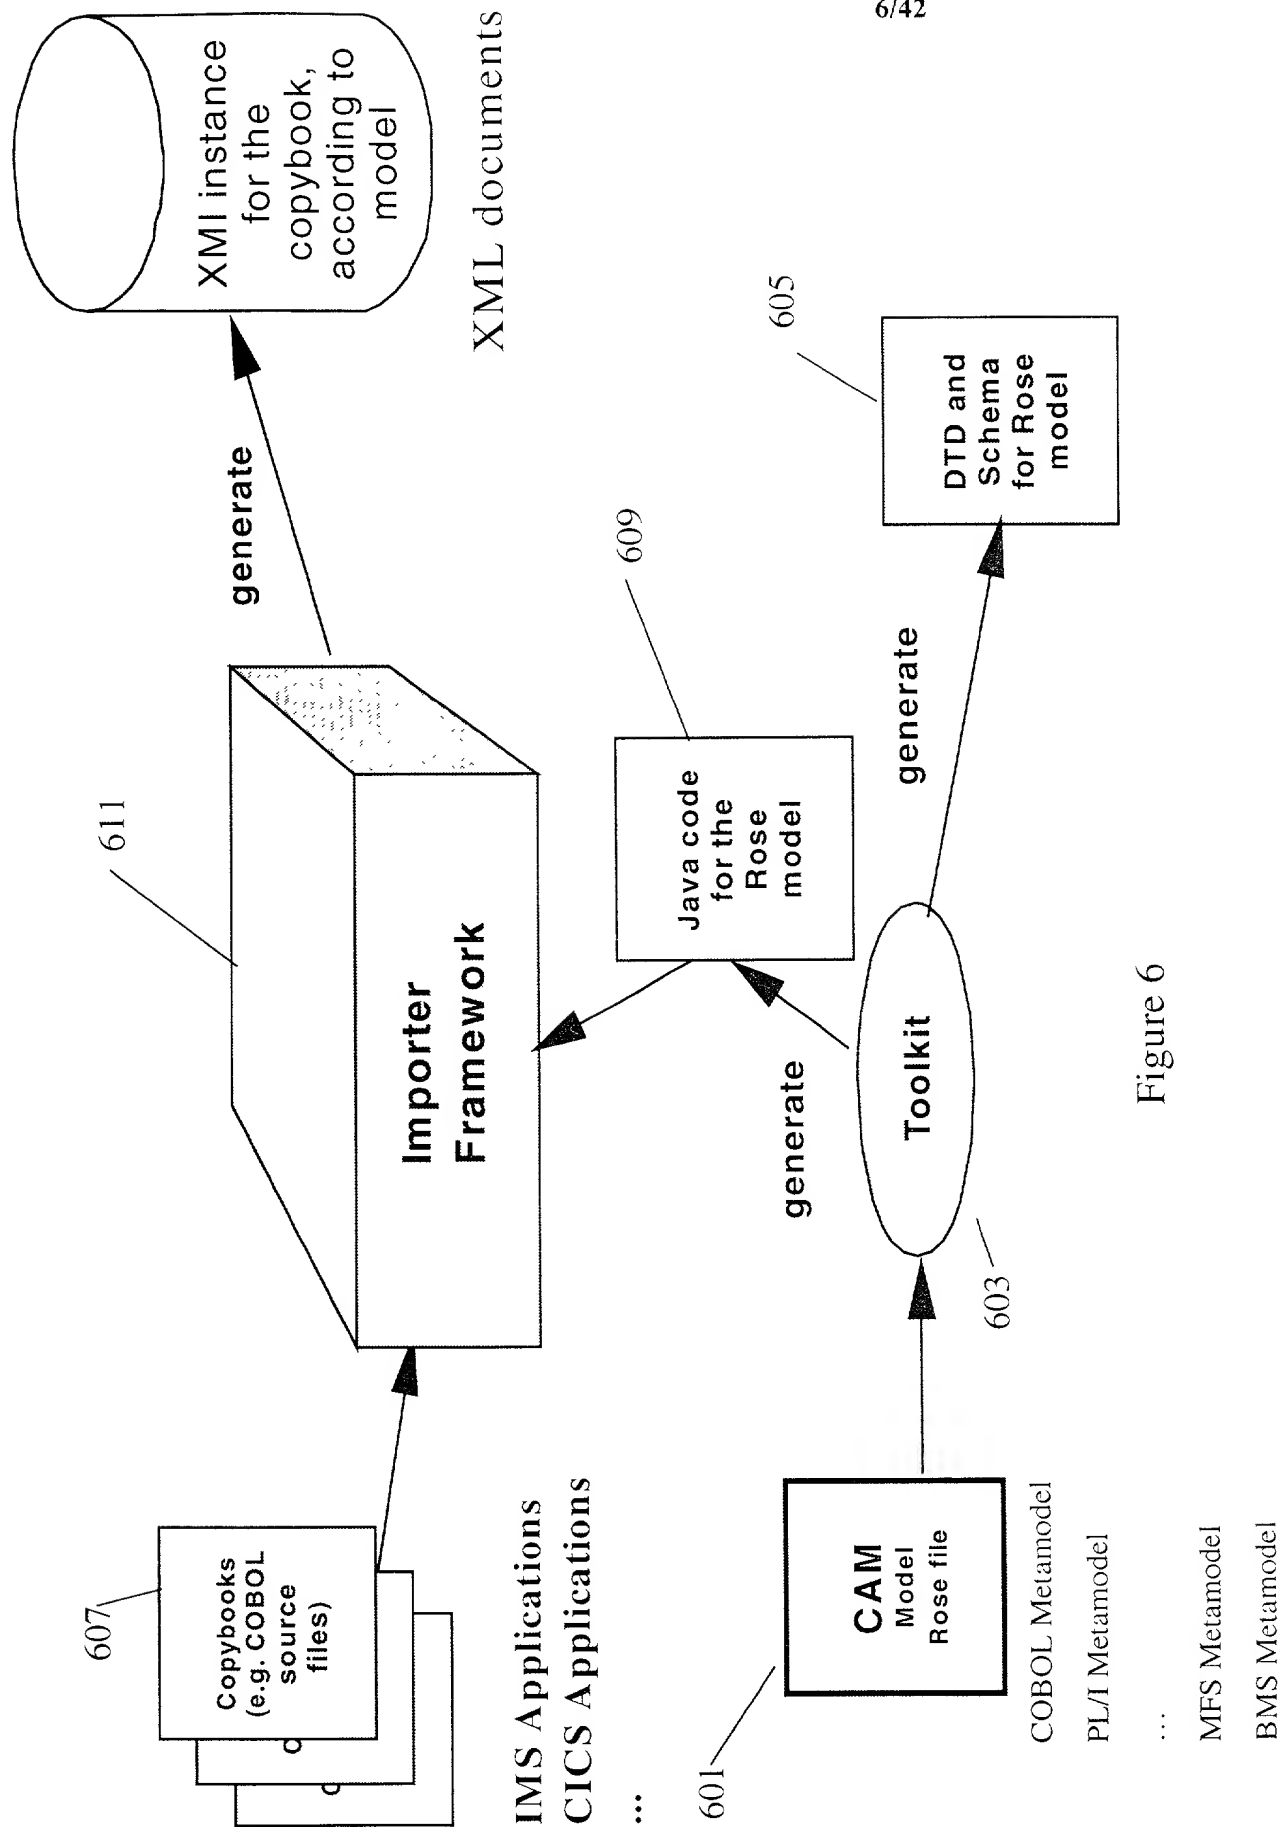 6/42
607
Copybooks
(e.g. COBOL
source
files)
C
C
IMS Applications
CICS Applications
...
611
Importer
Framework
generate
XMI instance
for the
copybook,
according to
model
XML documents
601
CAM
Model
Rose file
COBOL Metamodel
PL/I Metamodel
...
MFS Metamodel
BMS Metamodel
603
Toolkit
generate
609
Java code
for the
Rose
model
generate
605
DTD and
Schema
for Rose
model
Figure 6